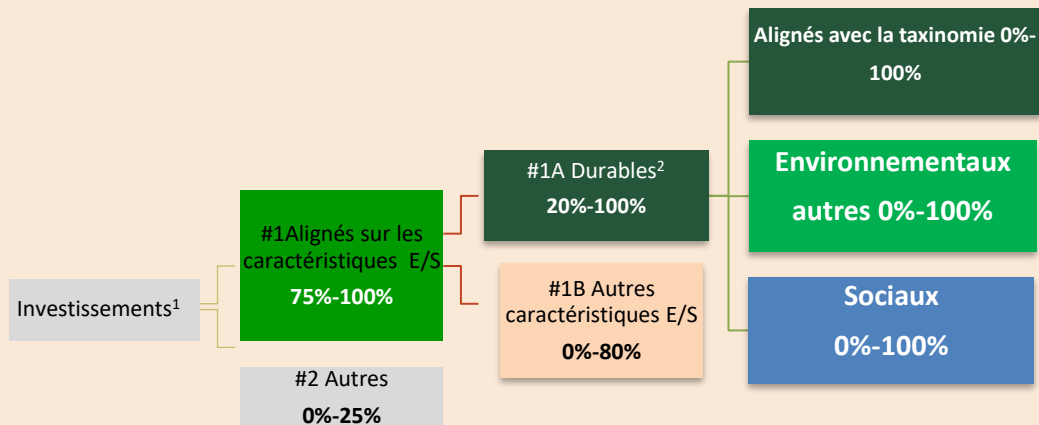 Investissements¹
#1Alignés sur les
caractéristiques E/S
75%-100%
#2 Autres
0%-25%
#1A Durables²
20%-100%
#1B Autres
caractéristiques E/S
0%-80%
Alignés avec la taxinomie 0%-
100%
Environnementaux
autres 0%-100%
Sociaux
0%-100%